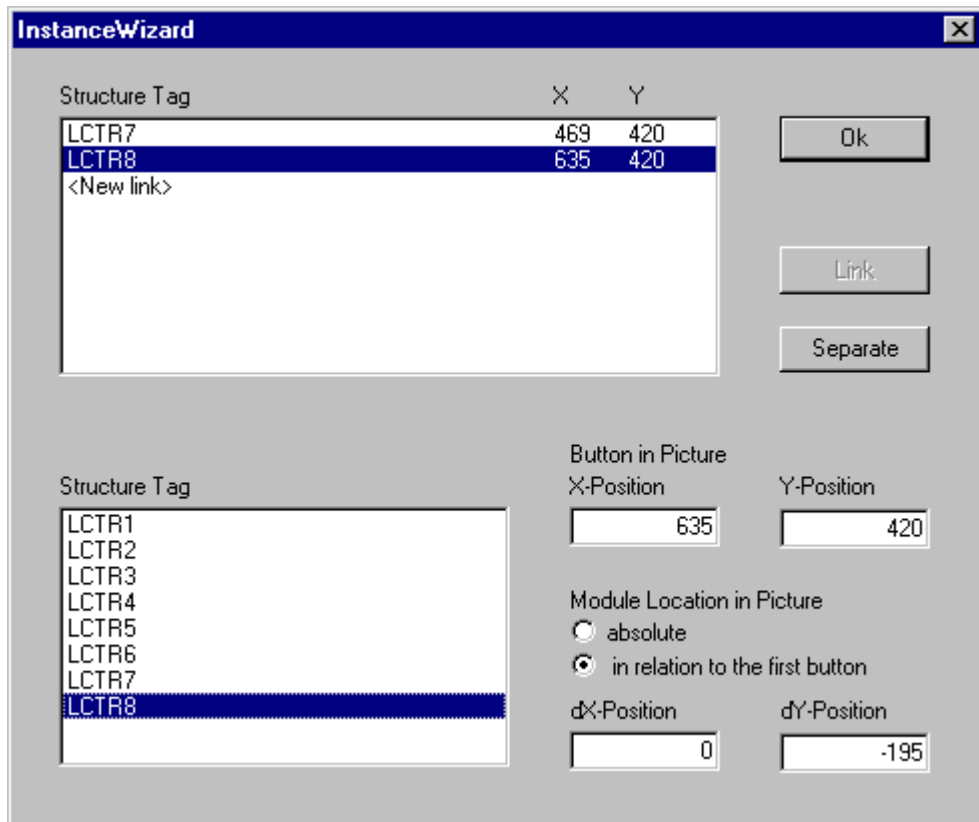 InstanceWizard
Structure Tag X Y
LCTR7 469 420
LCTR8 635 420
<New link>
Ok
Link
Separate
Structure Tag
LCTR1
LCTR2
LCTR3
LCTR4
LCTR5
LCTR6
LCTR7
LCTR8
Button in Picture
X-Position Y-Position
635 420
Module Location in Picture
absolute
in relation to the first button
dX-Position dY-Position
0 -195